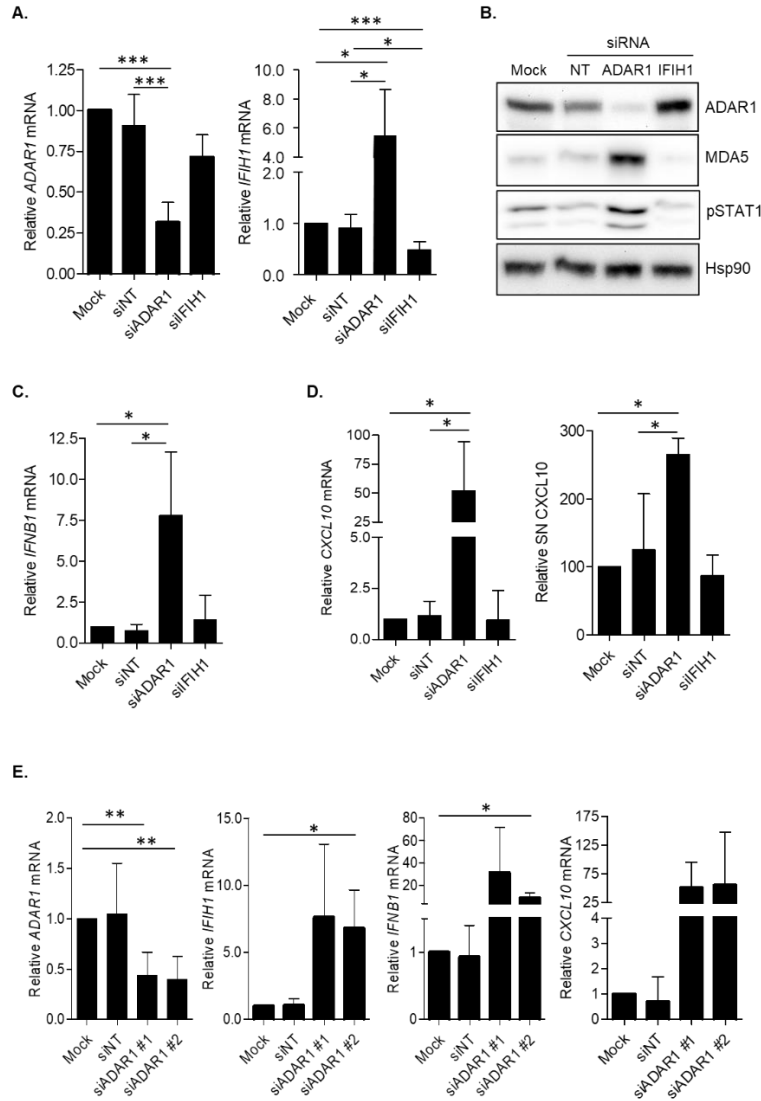 A.
Relative ADAR1 mRNA
1.00
0.75
0.50
0.25
0.00
***
***
Mock
siNT
siADAR1
siIFIH1
Relative IFIH1 mRNA
10.0
8.0
6.0
4.0
2.0
1.0
0.0
***
*
*
*
Mock
siNT
siADAR1
siIFIH1
B.
siRNA
Mock NT ADAR1 IFIH1
ADAR1
MDA5
pSTAT1
Hsp90
C.
Relative IFNB1 mRNA
12.5
7.5
2.5
0.0
*
*
Mock
siNT
siADAR1
siIFIH1
D.
Relative CXCL10 mRNA
100
75
50
25
5.0
2.5
0.0
*
*
Mock
siNT
siADAR1
siIFIH1
Relative SN CXCL10
300
200
100
0
*
*
Mock
siNT
siADAR1
siIFIH1
E.
Relative ADAR1 mRNA
2.0
1.5
1.0
0.5
0.0
**
**
Mock
siNT
siADAR1 #1
siADAR1 #2
Relative IFIH1 mRNA
15.0
10.0
5.0
0.0
*
Mock
siNT
siADAR1 #1
siADAR1 #2
Relative IFNB1 mRNA
80
60
40
20
1
0
*
Mock
siNT
siADAR1 #1
siADAR1 #2
Relative CXCL10 mRNA
175
125
75
25
4
3
2
1
0
Mock
siNT
siADAR1 #1
siADAR1 #2